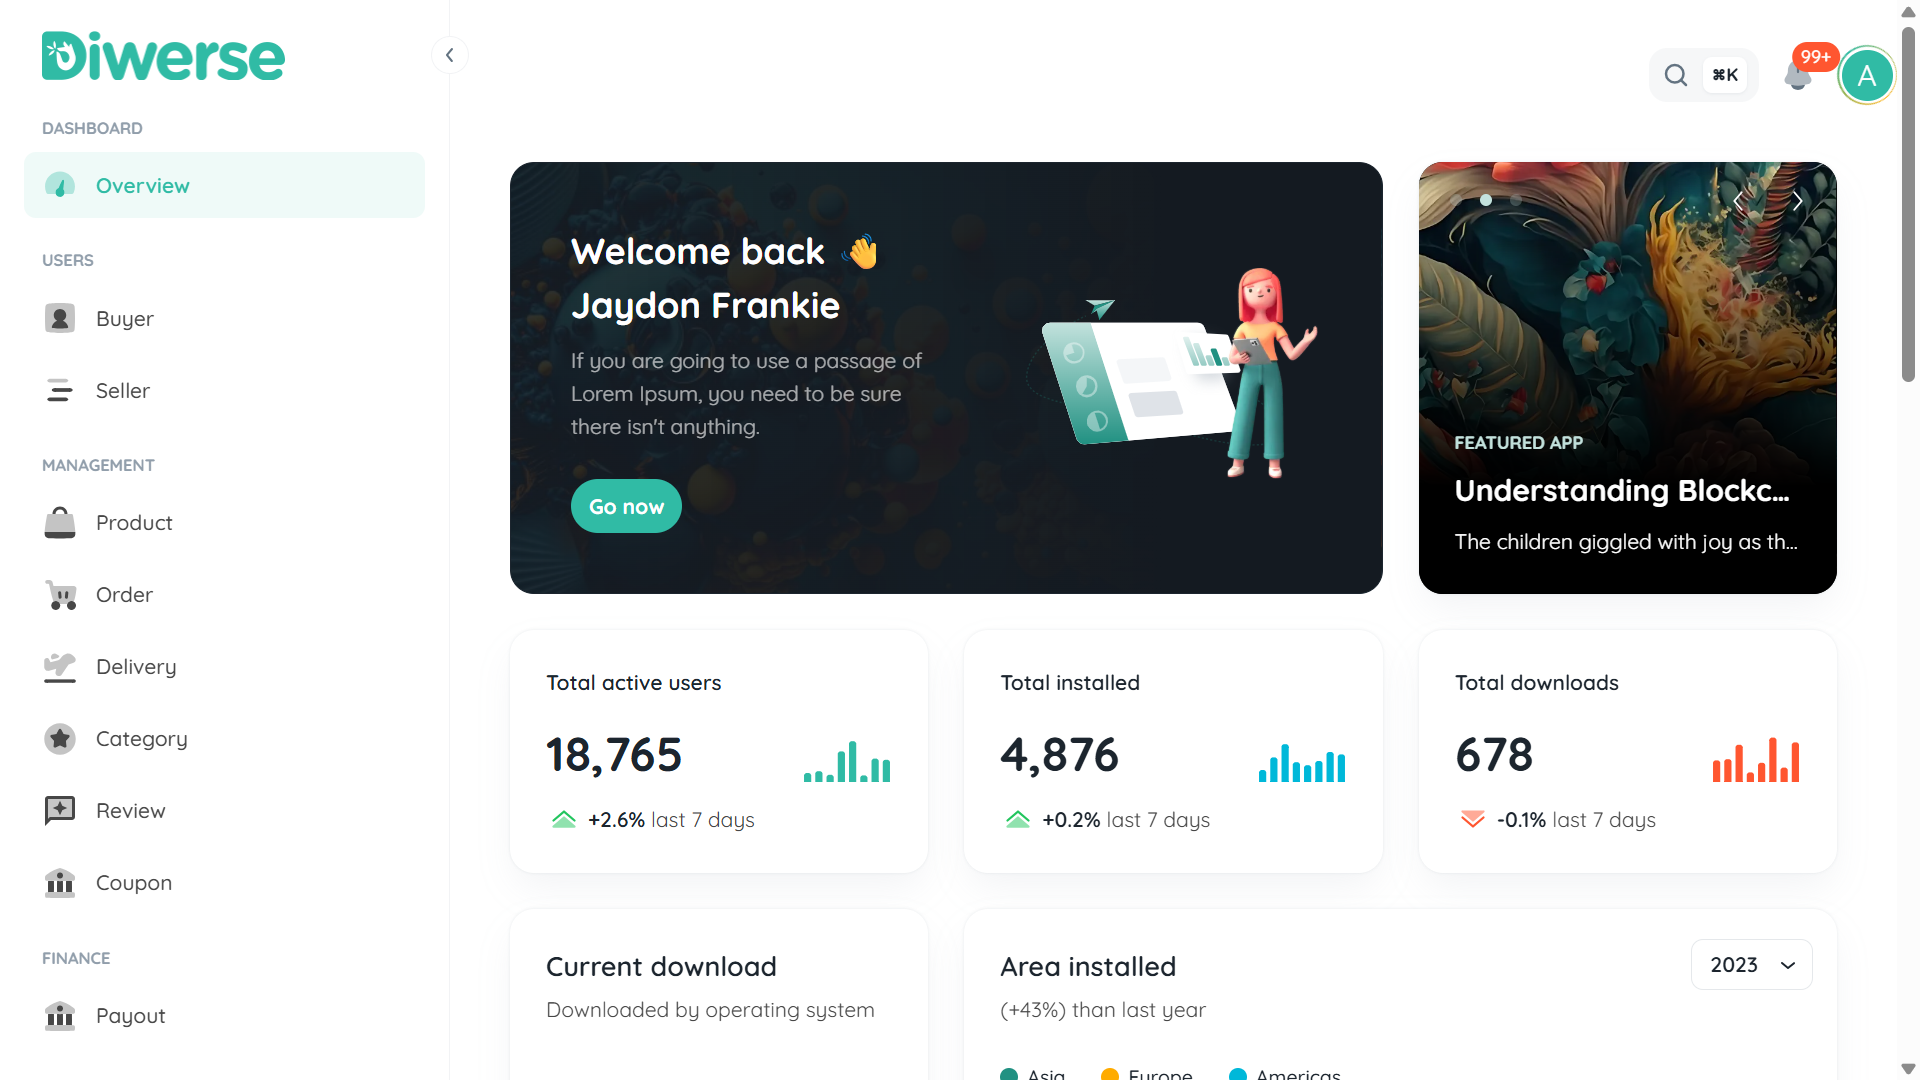 Diwerse
DASHBOARD
Overview
USERS
Buyer
Seller
MANAGEMENT
Product
Order
Delivery
Category
Review
Coupon
FINANCE
Payout
⌘K
99+
A
Welcome back 👋
Jaydon Frankie
If you are going to use a passage of
Lorem Ipsum, you need to be sure
there isn't anything.
Go now
FEATURED APP
Understanding Blockc...
The children giggled with joy as th...
Total active users
18,765
+2.6% last 7 days
Total installed
4,876
+0.2% last 7 days
Total downloads
678
-0.1% last 7 days
Current download
Downloaded by operating system
Area installed
(+43%) than last year
2023
Asia
Europe
Americas